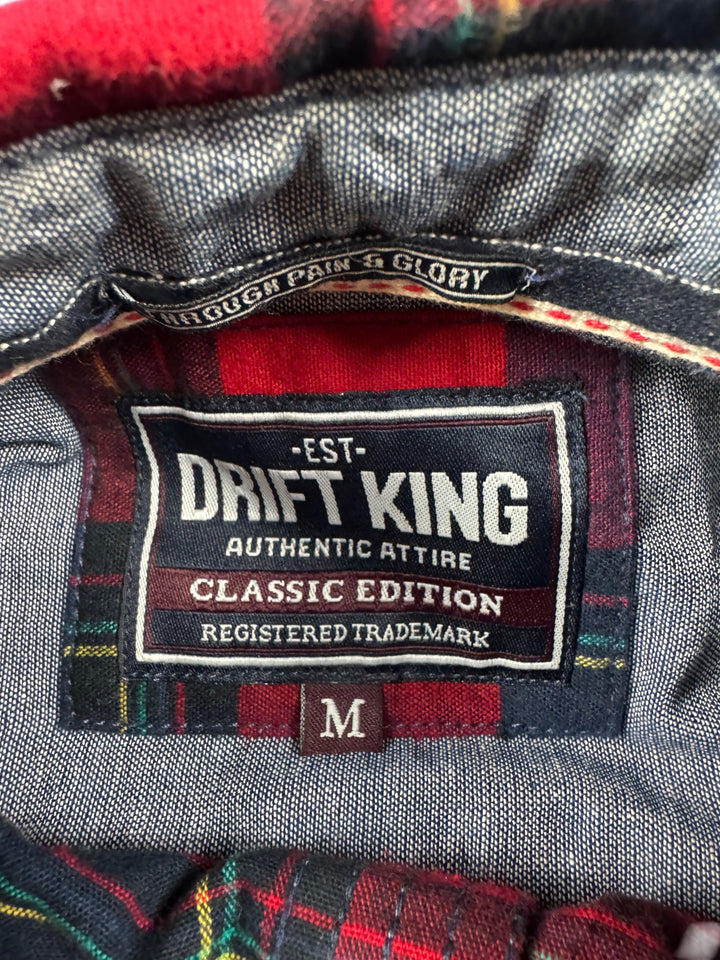 THROUGH PAIN & GLORY
-EST-
DRIFT KING
AUTHENTIC ATTIRE
CLASSIC EDITION
REGISTERED TRADEMARK
M